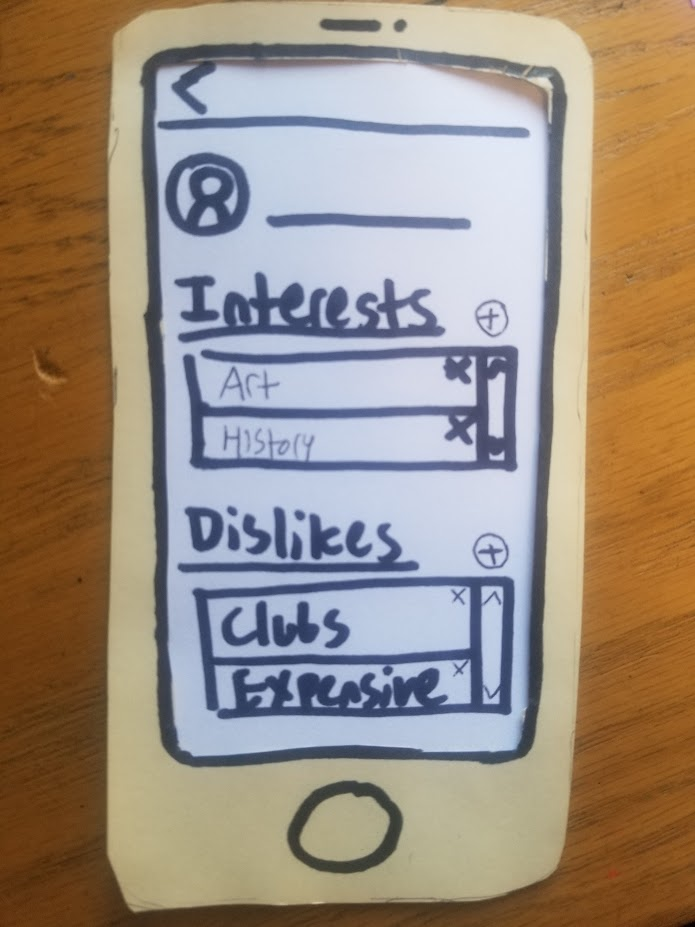 Interests
Art
History
Dislikes
Clubs
Expensive